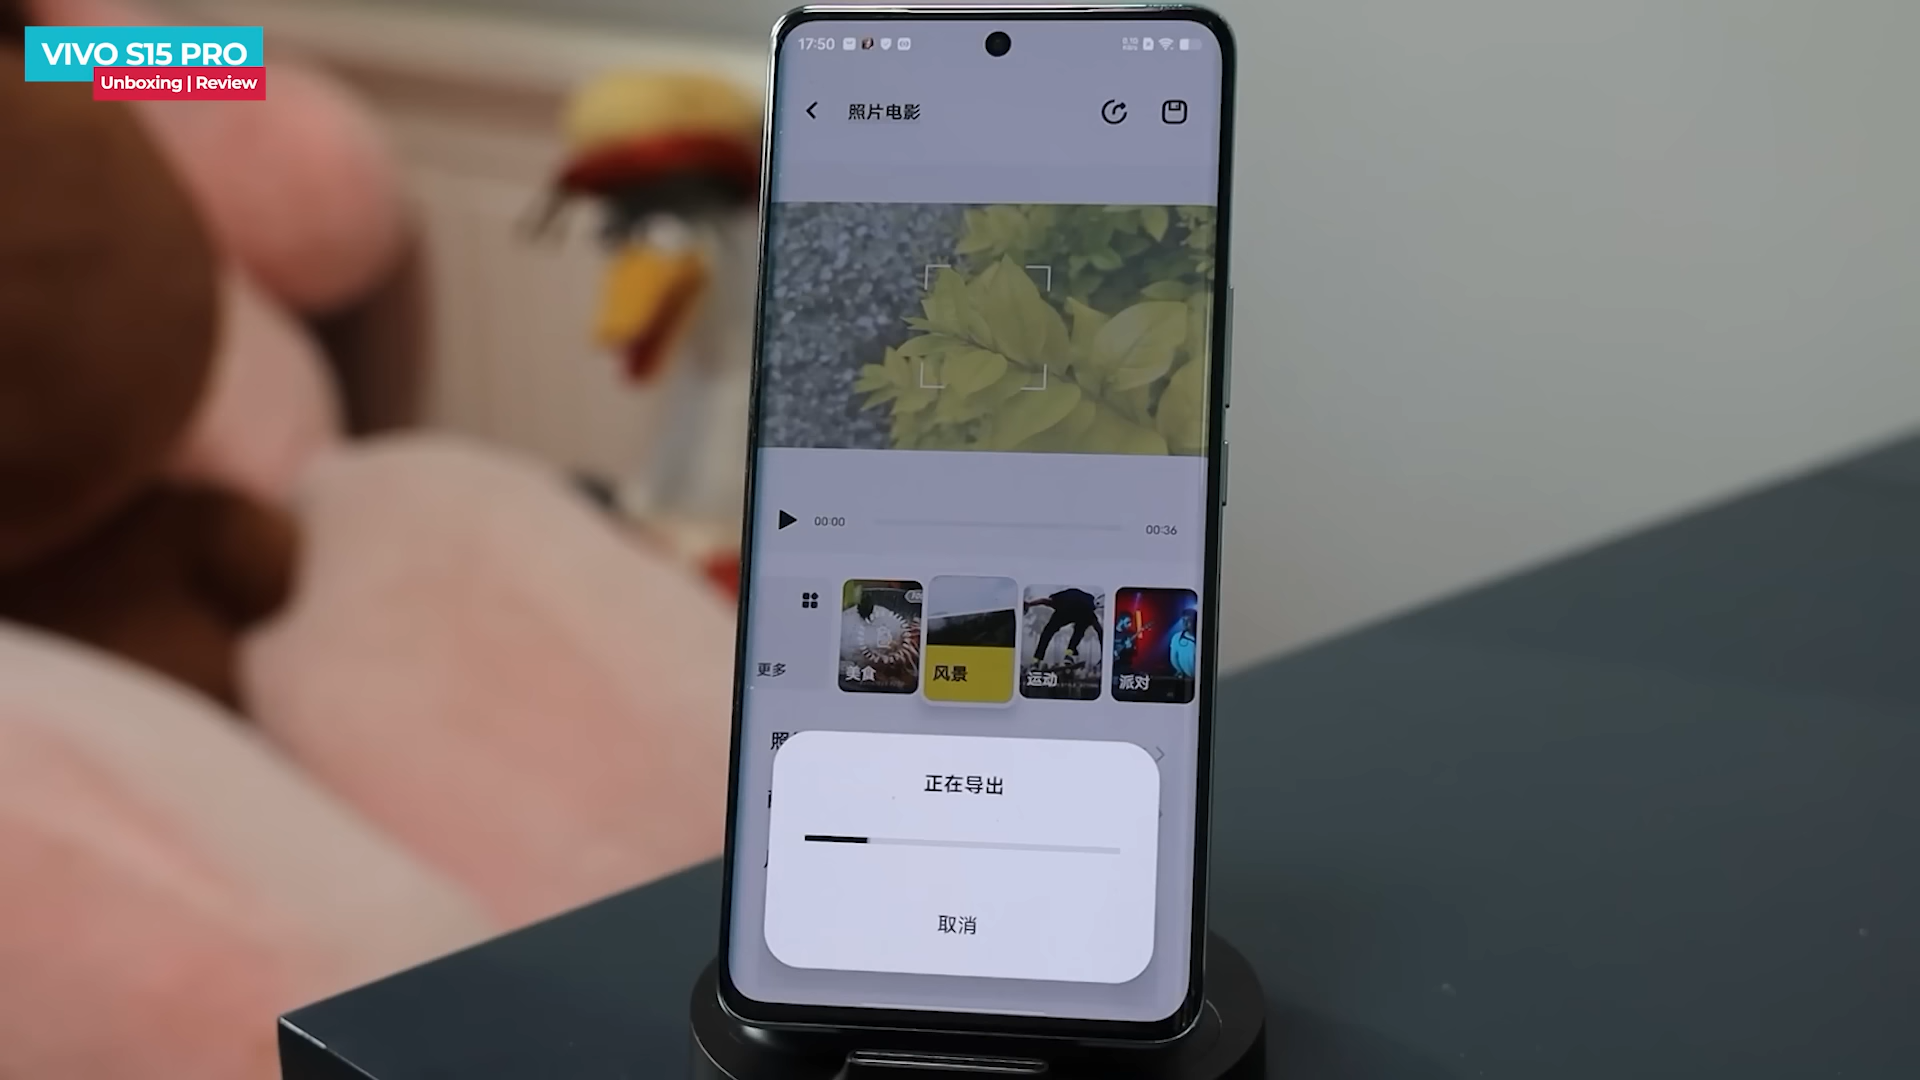 VIVO S15 PRO
Unboxing | Review
17:50
照片电影
00:00
00:36
更多
美食
风景
运动
派对
照
正在导出
取消